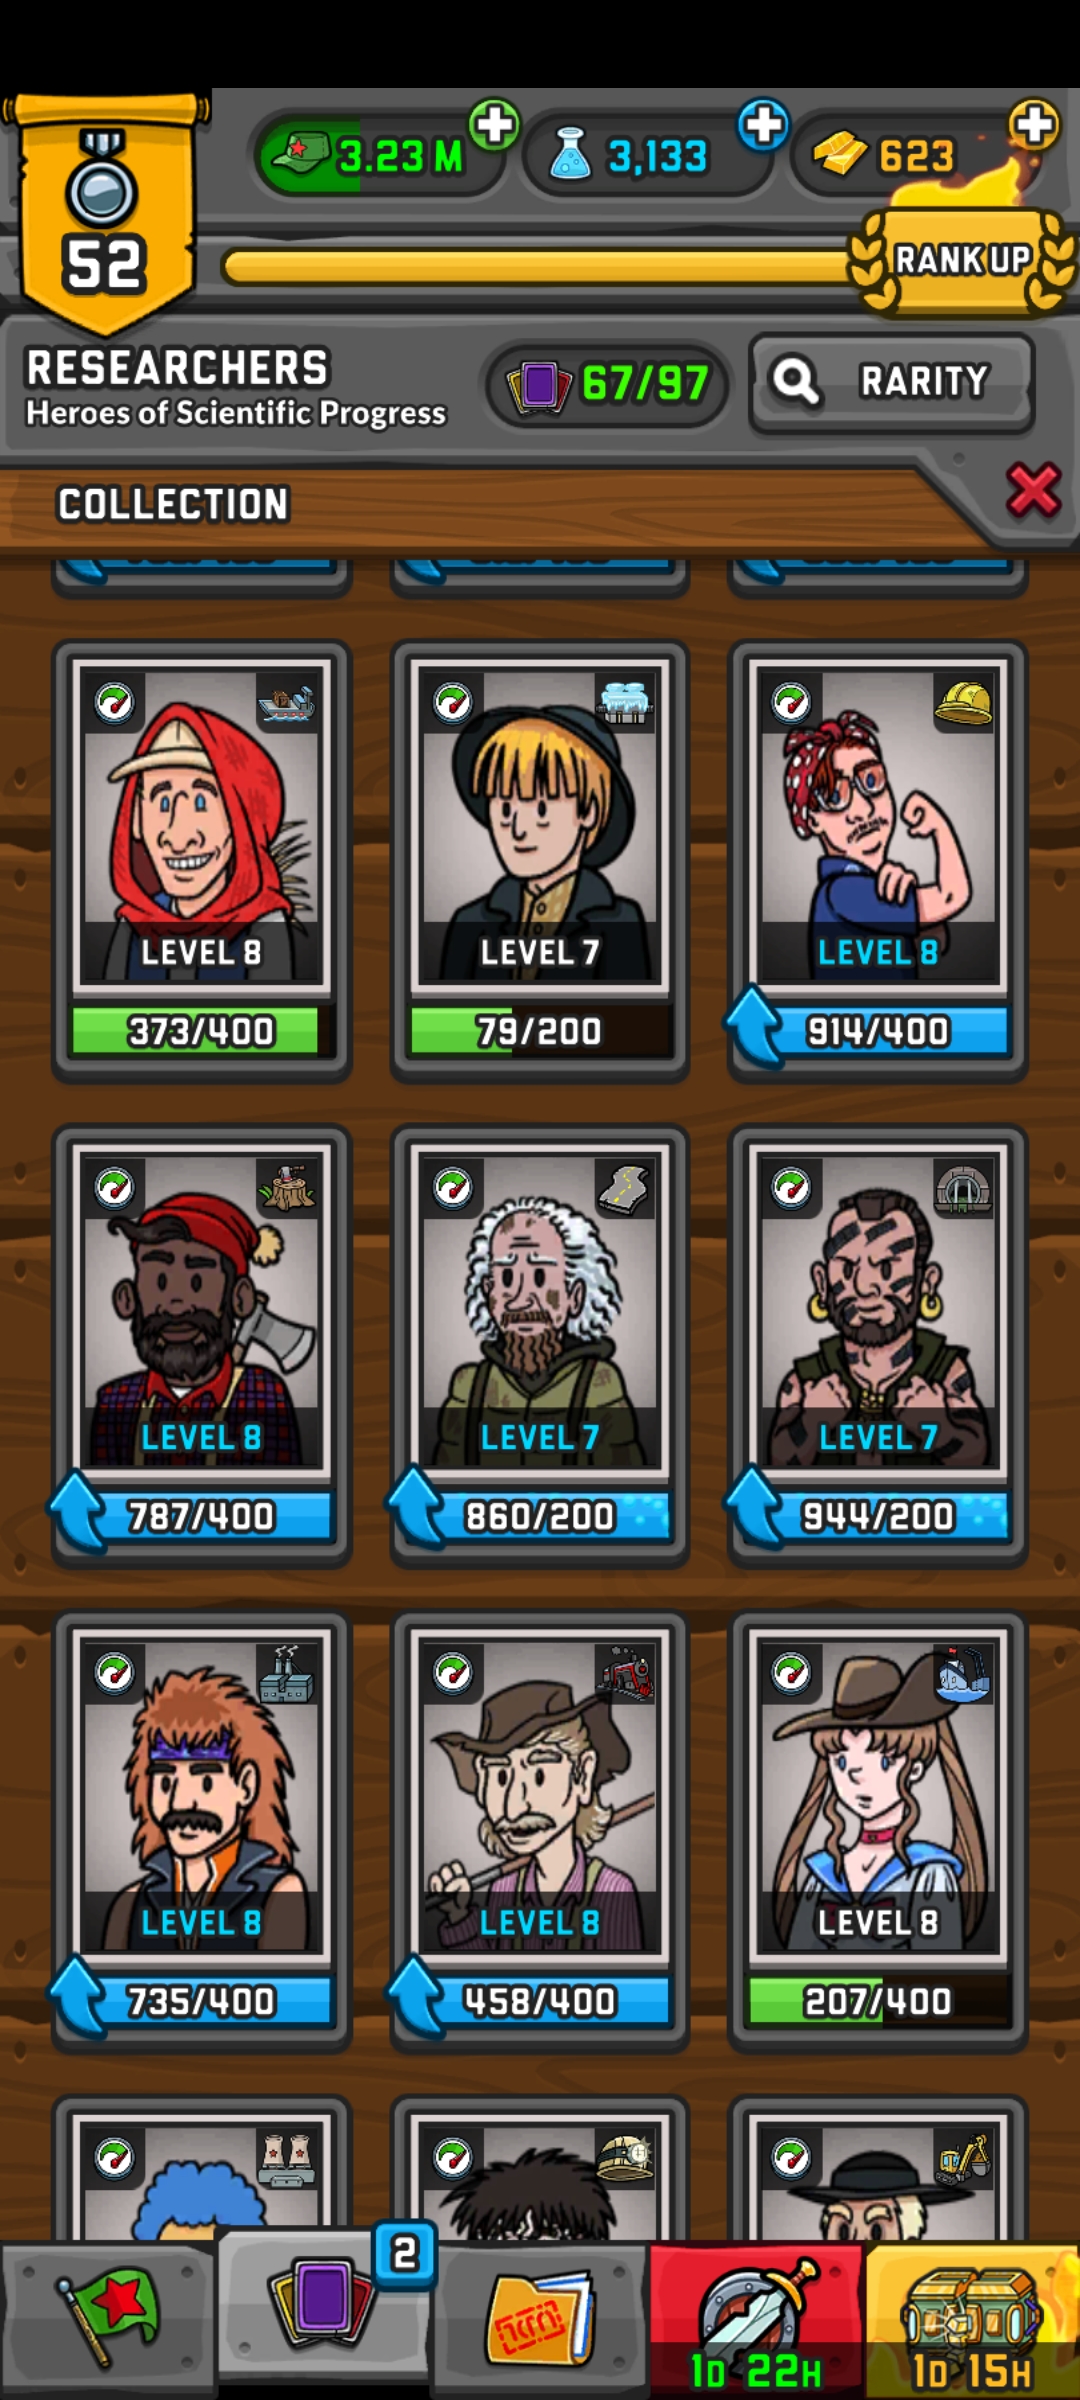 3.23 M
3,133
623
52
RANK UP
RESEARCHERS
Heroes of Scientific Progress
67/97
RARITY
COLLECTION
LEVEL 8
LEVEL 7
LEVEL 8
373/400
79/200
914/400
LEVEL 8
LEVEL 7
LEVEL 7
787/400
860/200
944/200
LEVEL 8
LEVEL 8
LEVEL 8
735/400
458/400
207/400
2
1D 22H
1D 15H